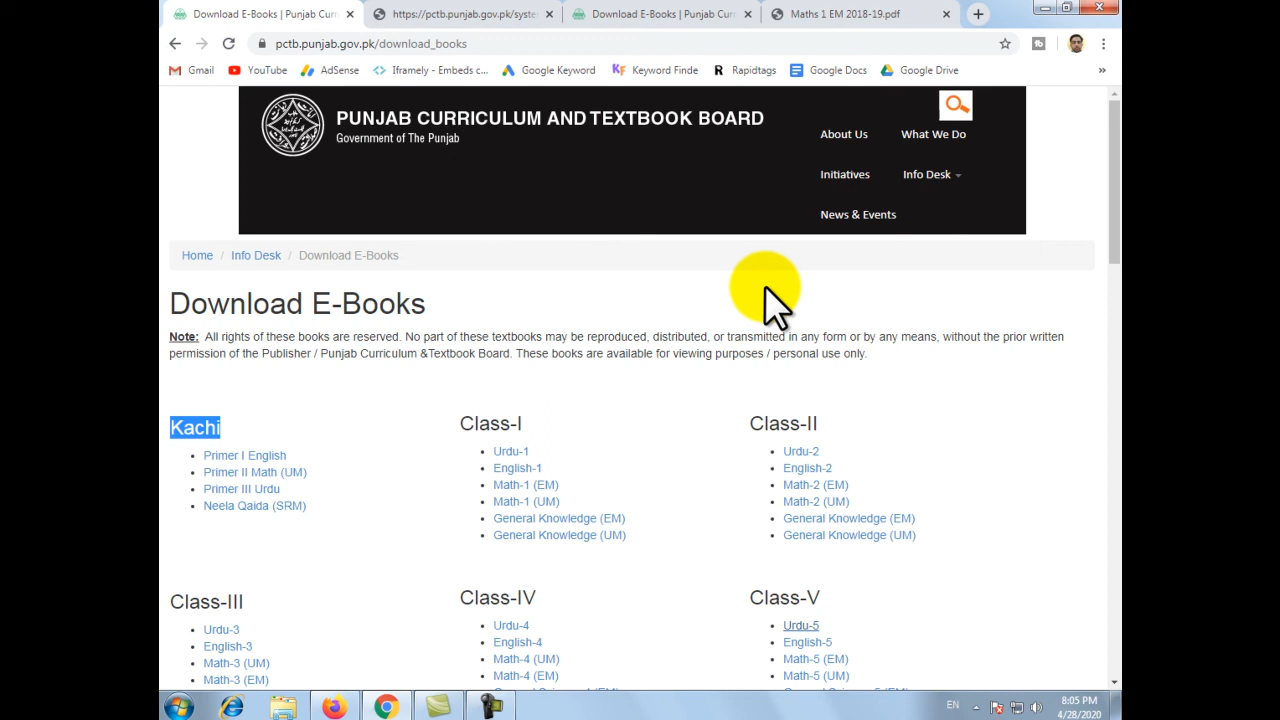 Download E-Books | Punjab Curr
https://pctb.punjab.gov.pk/syste
Download E-Books | Punjab Curr
Maths 1 EM 2018-19.pdf
pctb.punjab.gov.pk/download_books
Gmail
YouTube
AdSense
Iframely - Embeds c...
Google Keyword
Keyword Finde
Rapidtags
Google Docs
Google Drive
PUNJAB CURRICULUM AND TEXTBOOK BOARD
Government of The Punjab
About Us
What We Do
Initiatives
Info Desk
News & Events
Home / Info Desk / Download E-Books
Download E-Books
Note: All rights of these books are reserved. No part of these textbooks may be reproduced, distributed, or transmitted in any form or by any means, without the prior written
permission of the Publisher / Punjab Curriculum &Textbook Board. These books are available for viewing purposes / personal use only.
Kachi
Primer I English
Primer II Math (UM)
Primer III Urdu
Neela Qaida (SRM)
Class-I
Urdu-1
English-1
Math-1 (EM)
Math-1 (UM)
General Knowledge (EM)
General Knowledge (UM)
Class-II
Urdu-2
English-2
Math-2 (EM)
Math-2 (UM)
General Knowledge (EM)
General Knowledge (UM)
Class-III
Urdu-3
English-3
Math-3 (UM)
Math-3 (EM)
Class-IV
Urdu-4
English-4
Math-4 (UM)
Math-4 (EM)
Class-V
Urdu-5
English-5
Math-5 (EM)
Math-5 (UM)
EN
8:05 PM
4/28/2020